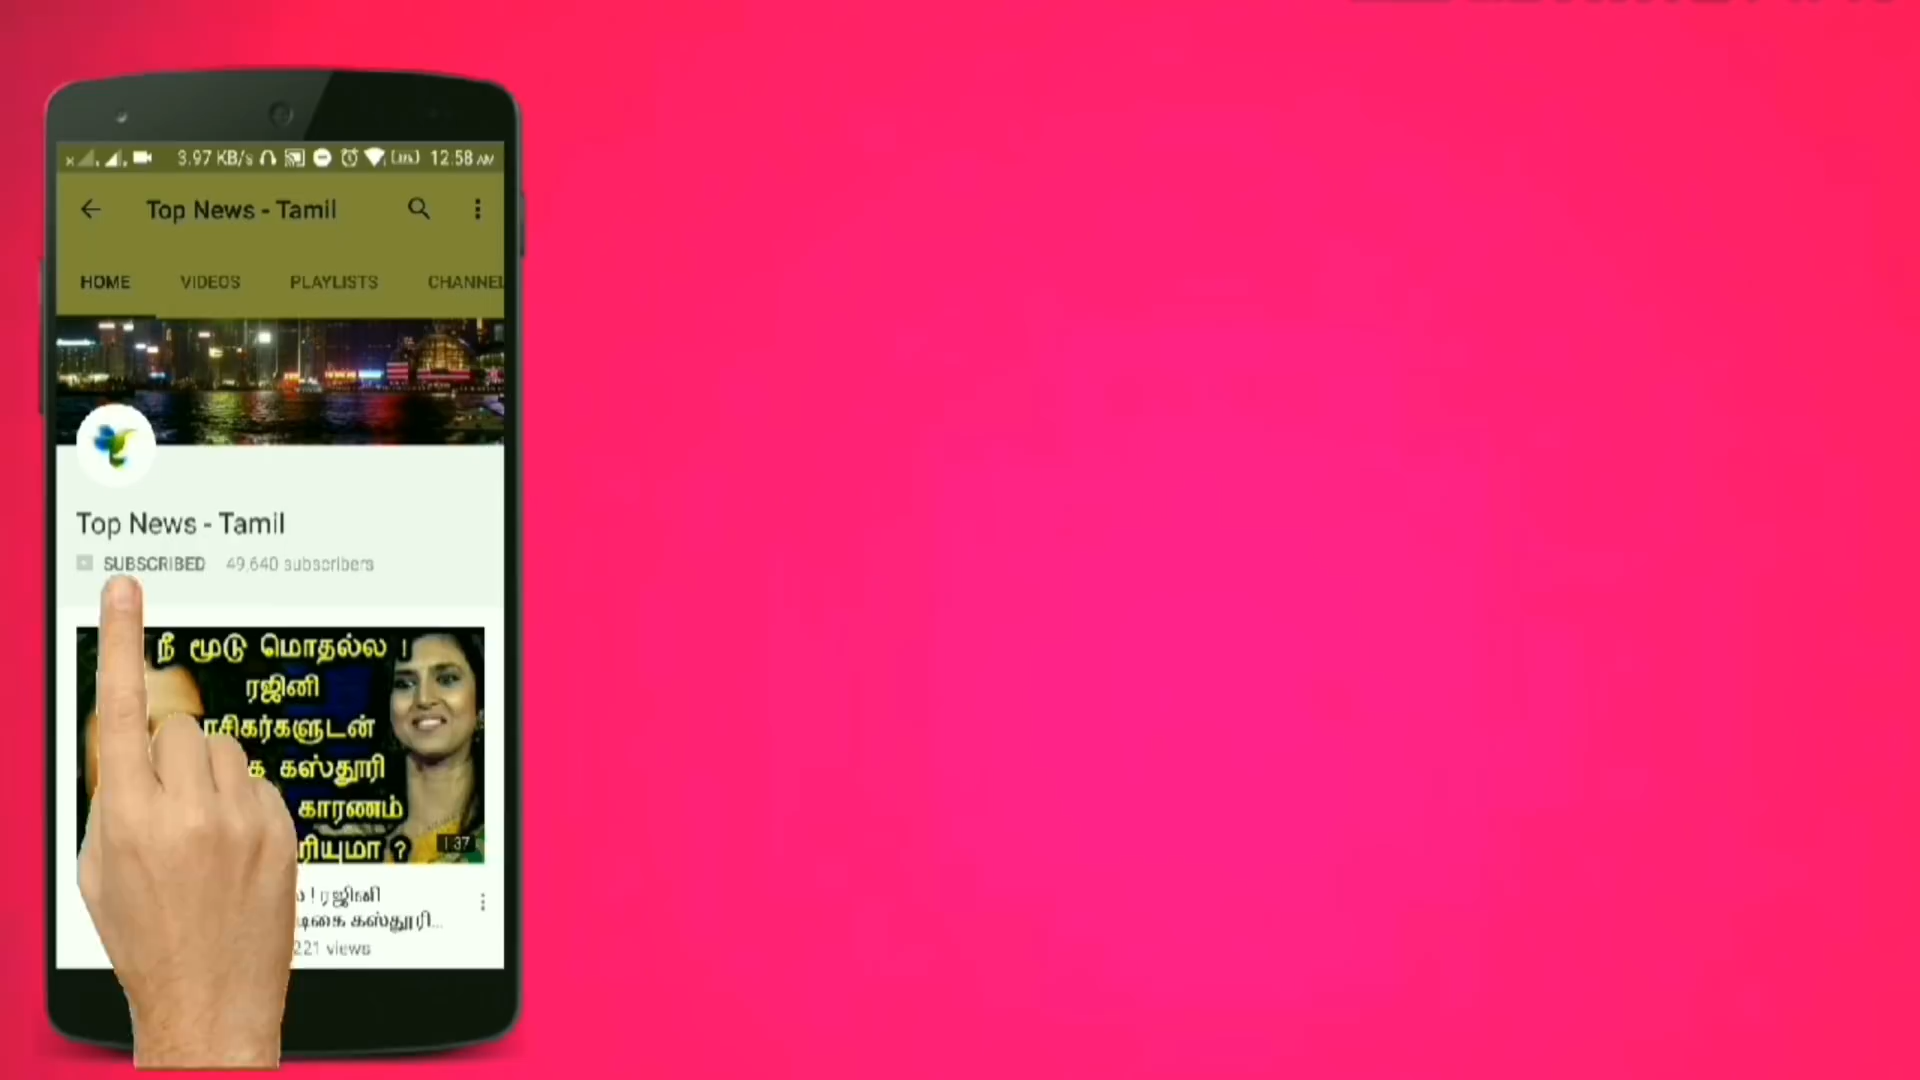 3.97 KB/s 12.58 AM
Top News - Tamil
HOME VIDEOS PLAYLISTS CHANNEL
Top News - Tamil
SUBSCRIBED 49,640 subscribers
நீ மூடு மொதல்ல !
ரஜினி
ரசிகர்களுடன்
கஸ்தூரி
காரணம்
ரியுமா ?
1:37
! ரஜினி
டிகை கஸ்தூரி...
221 views